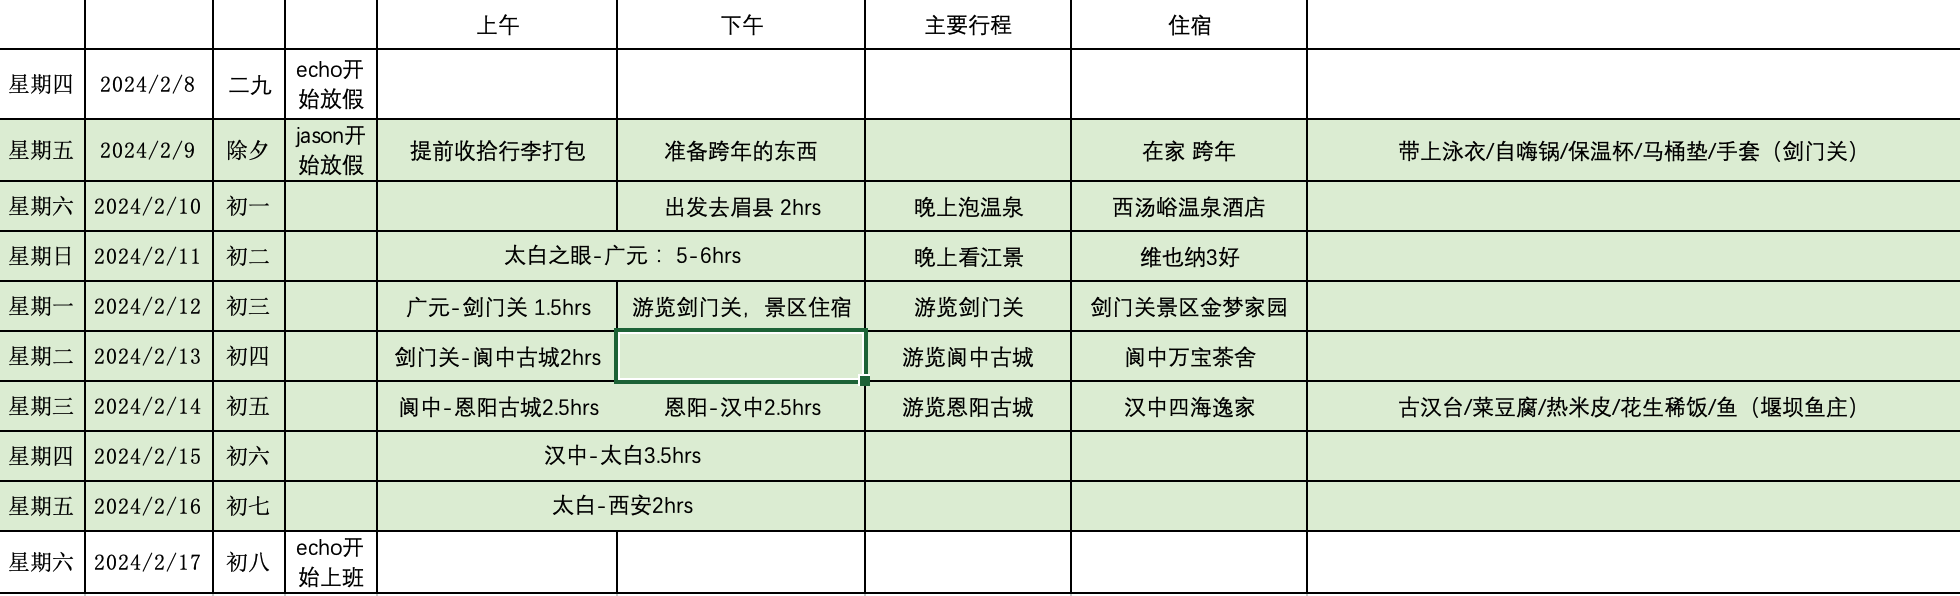 上午 下午 主要行程 住宿
星期四 2024/2/8 二九 echo开始放假
星期五 2024/2/9 除夕 jason开始放假 提前收拾行李打包 准备跨年的东西 在家 跨年 带上泳衣/自嗨锅/保温杯/马桶垫/手套（剑门关）
星期六 2024/2/10 初一 出发去眉县 2hrs 晚上泡温泉 西汤峪温泉酒店
星期日 2024/2/11 初二 太白之眼-广元： 5-6hrs 晚上看江景 维也纳3好
星期一 2024/2/12 初三 广元-剑门关 1.5hrs 游览剑门关，景区住宿 游览剑门关 剑门关景区金梦家园
星期二 2024/2/13 初四 剑门关-阆中古城2hrs 游览阆中古城 阆中万宝茶舍
星期三 2024/2/14 初五 阆中-恩阳古城2.5hrs 恩阳-汉中2.5hrs 游览恩阳古城 汉中四海逸家 古汉台/菜豆腐/热米皮/花生稀饭/鱼（堰坝鱼庄）
星期四 2024/2/15 初六 汉中-太白3.5hrs
星期五 2024/2/16 初七 太白-西安2hrs
星期六 2024/2/17 初八 echo开始上班